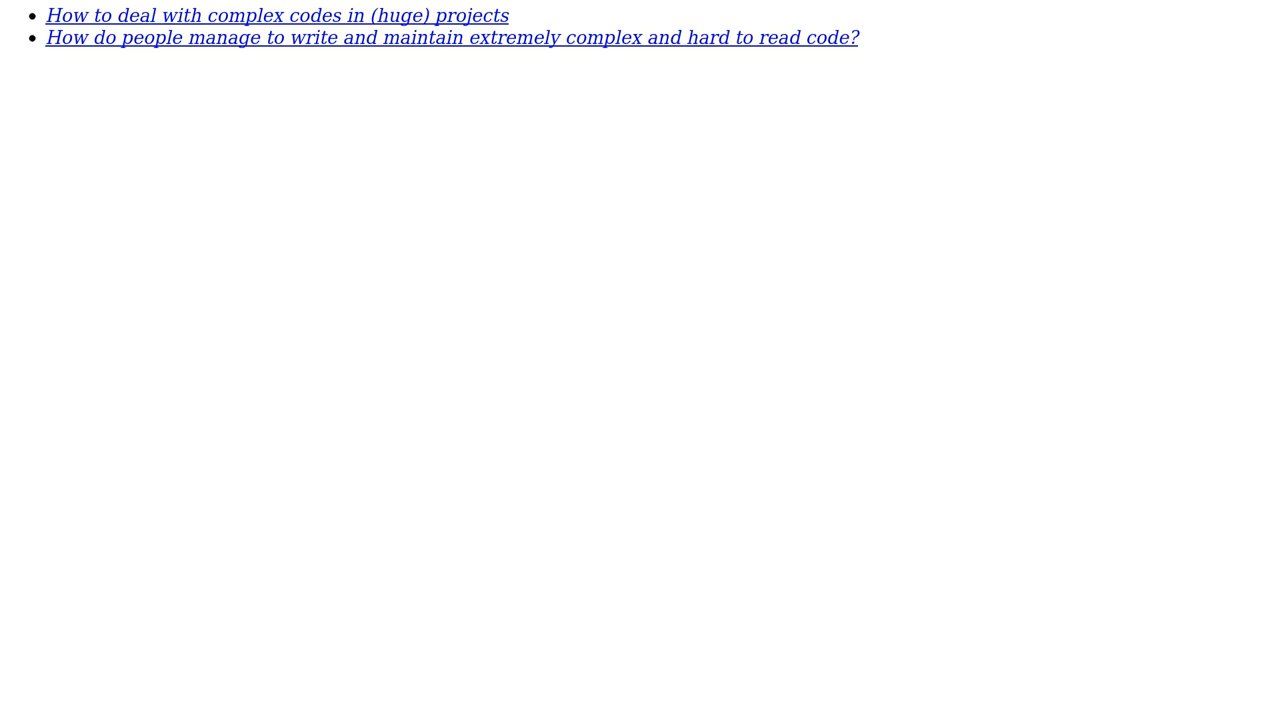 How to deal with complex codes in (huge) projects
How do people manage to write and maintain extremely complex and hard to read code?